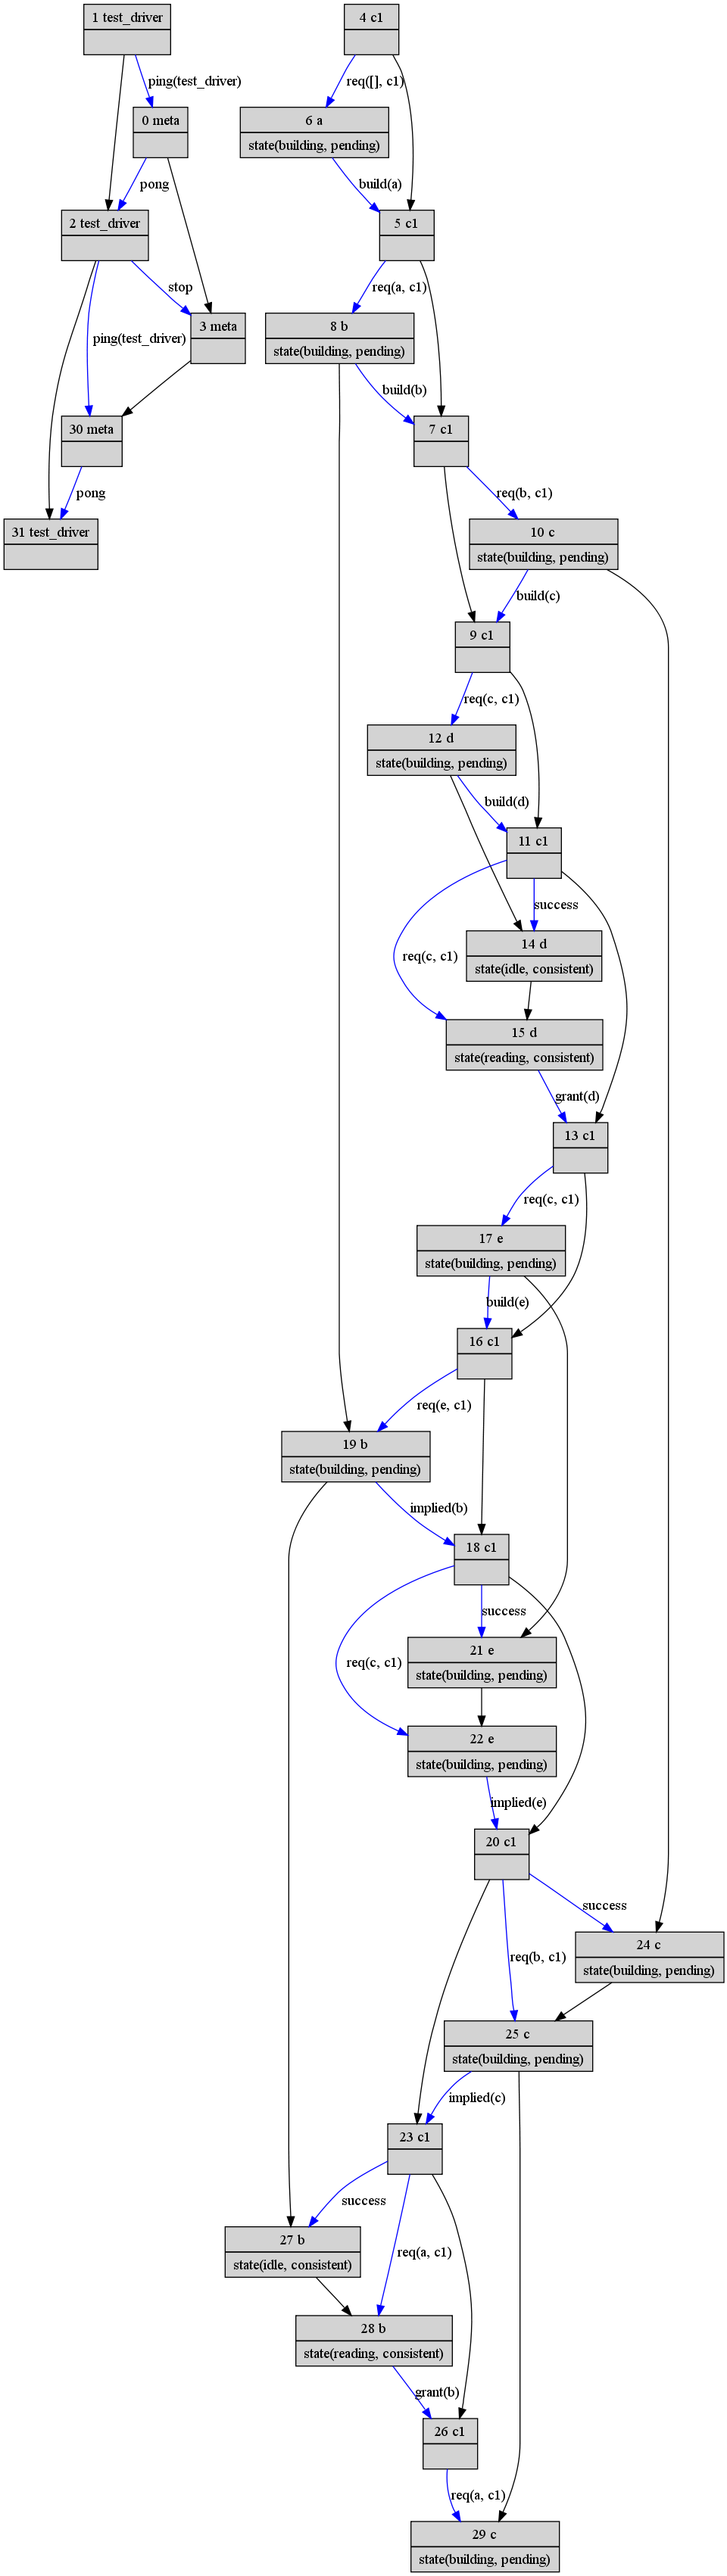 1 test_driver
4 c1
ping(test_driver)
req([], c1)
0 meta
6 a
state(building, pending)
pong
build(a)
2 test_driver
5 c1
stop
req(a, c1)
3 meta
8 b
state(building, pending)
ping(test_driver)
build(b)
30 meta
7 c1
pong
req(b, c1)
31 test_driver
10 c
state(building, pending)
build(c)
9 c1
req(c, c1)
12 d
state(building, pending)
build(d)
11 c1
success
req(c, c1)
14 d
state(idle, consistent)
15 d
state(reading, consistent)
grant(d)
13 c1
req(c, c1)
17 e
state(building, pending)
build(e)
16 c1
req(e, c1)
19 b
state(building, pending)
implied(b)
18 c1
success
req(c, c1)
21 e
state(building, pending)
22 e
state(building, pending)
implied(e)
20 c1
success
req(b, c1)
24 c
state(building, pending)
25 c
state(building, pending)
implied(c)
23 c1
success
req(a, c1)
27 b
state(idle, consistent)
28 b
state(reading, consistent)
grant(b)
26 c1
req(a, c1)
29 c
state(building, pending)